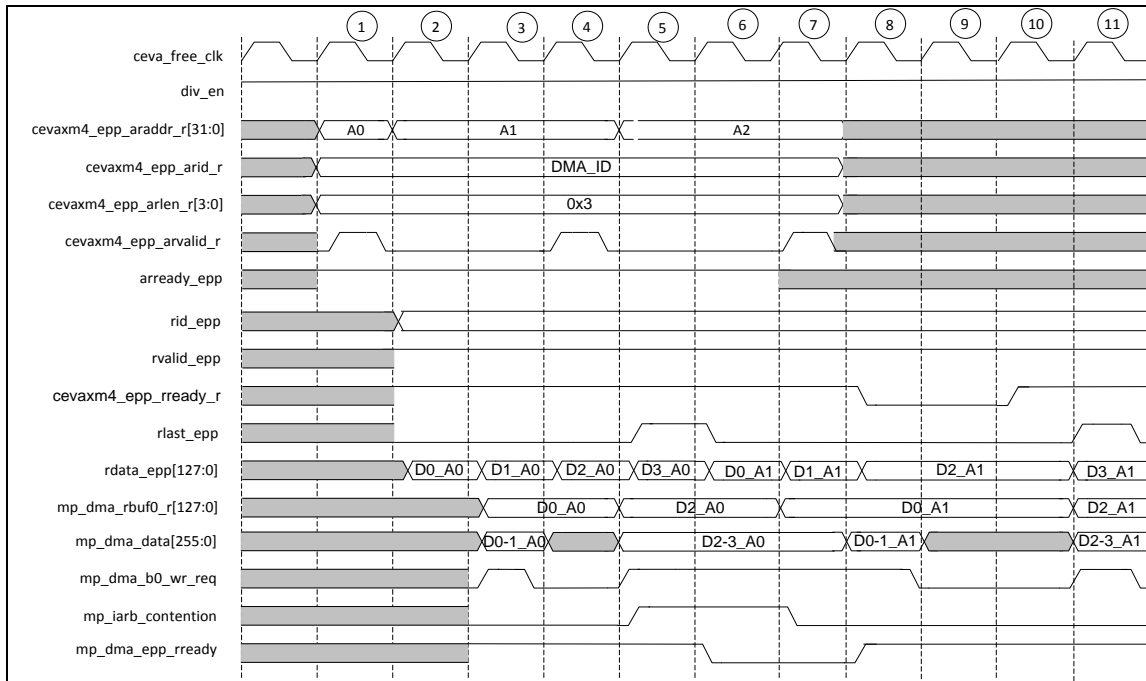 1 2 3 4 5 6 7 8 9 10 11
ceva_free_clk
div_en
cevaxm4_epp_araddr_r[31:0] A0 A1 A2
cevaxm4_epp_arid_r DMA_ID
cevaxm4_epp_arlen_r[3:0] 0x3
cevaxm4_epp_arvalid_r
arready_epp
rid_epp
rvalid_epp
cevaxm4_epp_rready_r
rlast_epp
rdata_epp[127:0] D0_A0 D1_A0 D2_A0 D3_A0 D0_A1 D1_A1 D2_A1 D3_A1
mp_dma_rbuf0_r[127:0] D0_A0 D2_A0 D0_A1 D2_A1
mp_dma_data[255:0] D0-1_A0 D2-3_A0 D0-1_A1 D2-3_A1
mp_dma_b0_wr_req
mp_iarb_contention
mp_dma_epp_rready